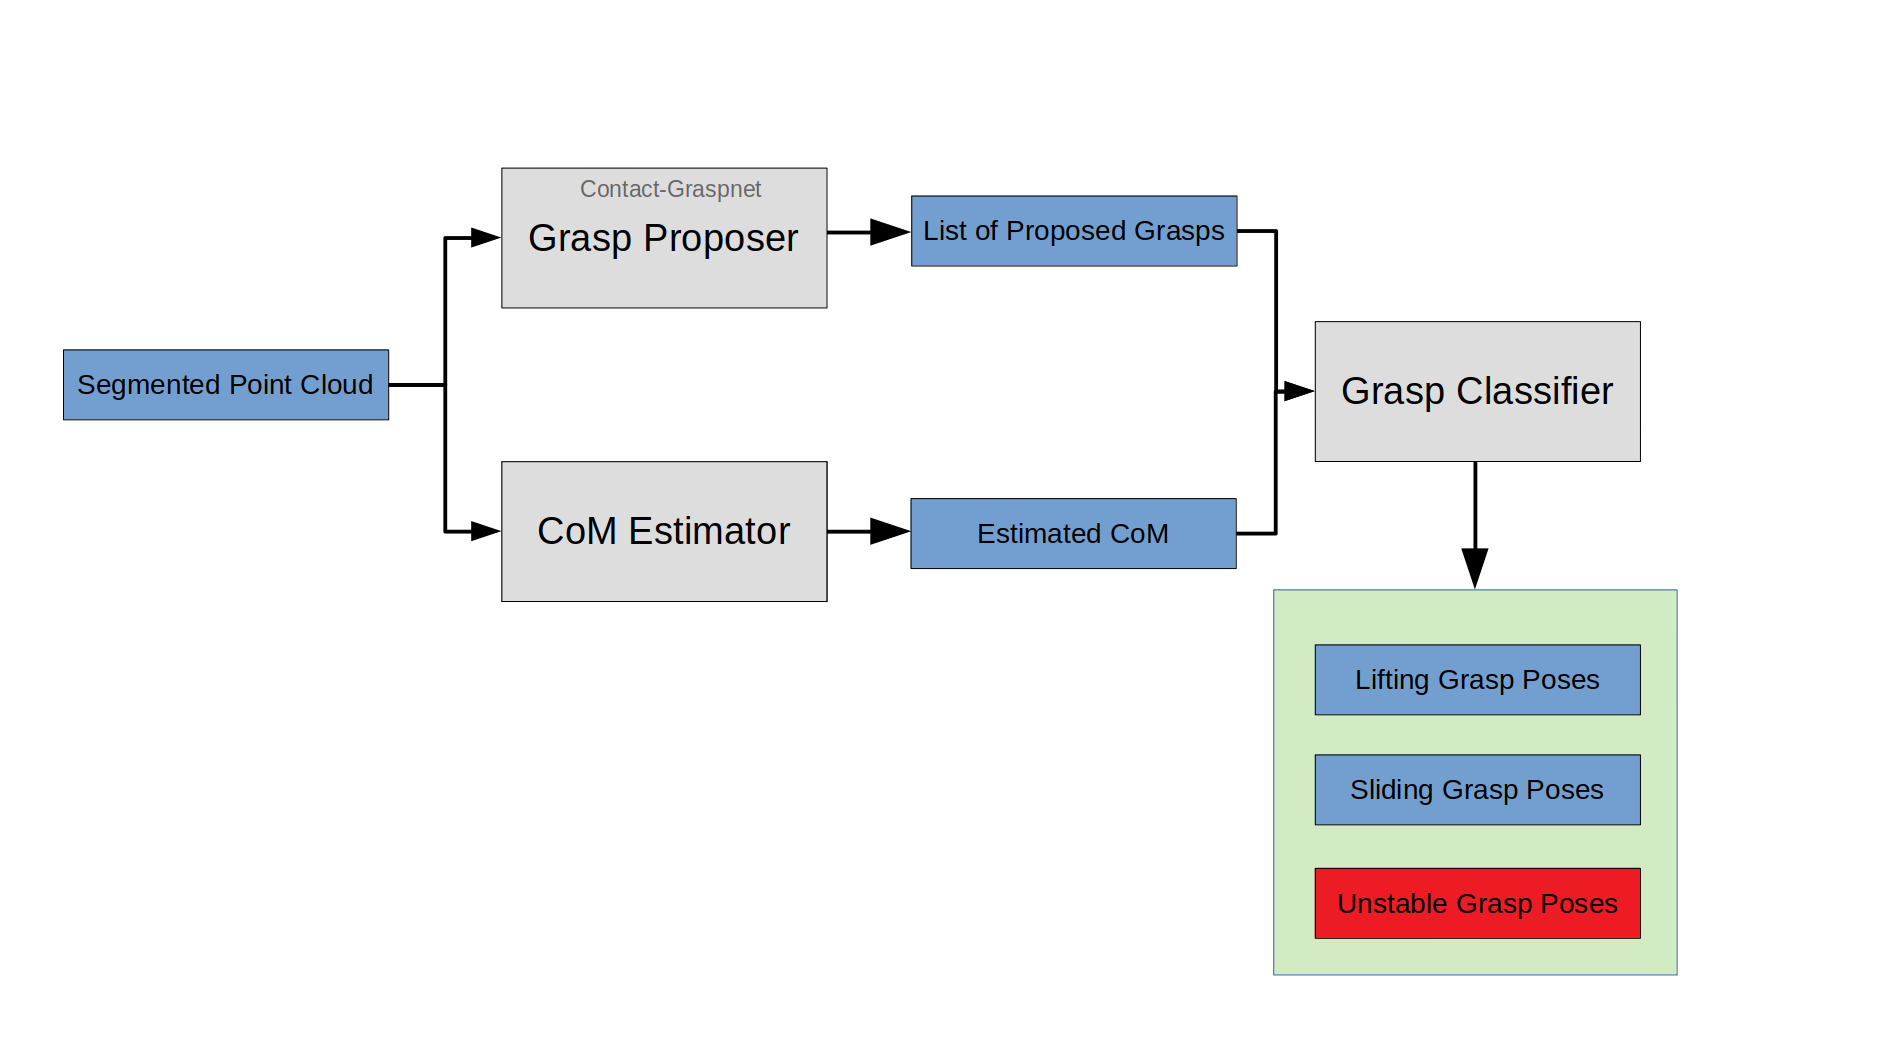 Contact-Graspnet
Grasp Proposer
List of Proposed Grasps
Segmented Point Cloud
Grasp Classifier
CoM Estimator
Estimated CoM
Lifting Grasp Poses
Sliding Grasp Poses
Unstable Grasp Poses